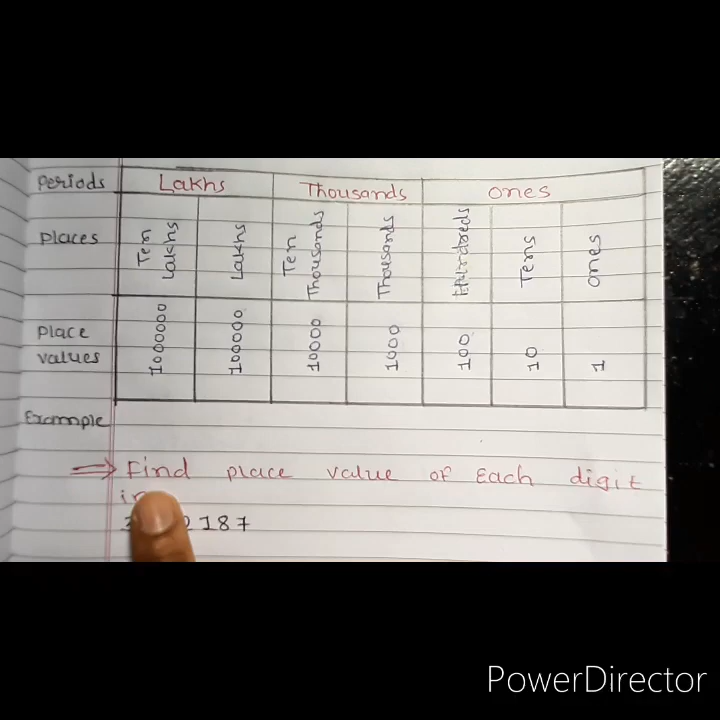 Periods Lakhs Thousands ones
Places Ten Lakhs Lakhs Ten Thousands Thousands Hundreds Tens ones
Place values 1000000 100000 10000 1000 100 10 1
Example
⇒ Find place value of Each digit
in
187
PowerDirector